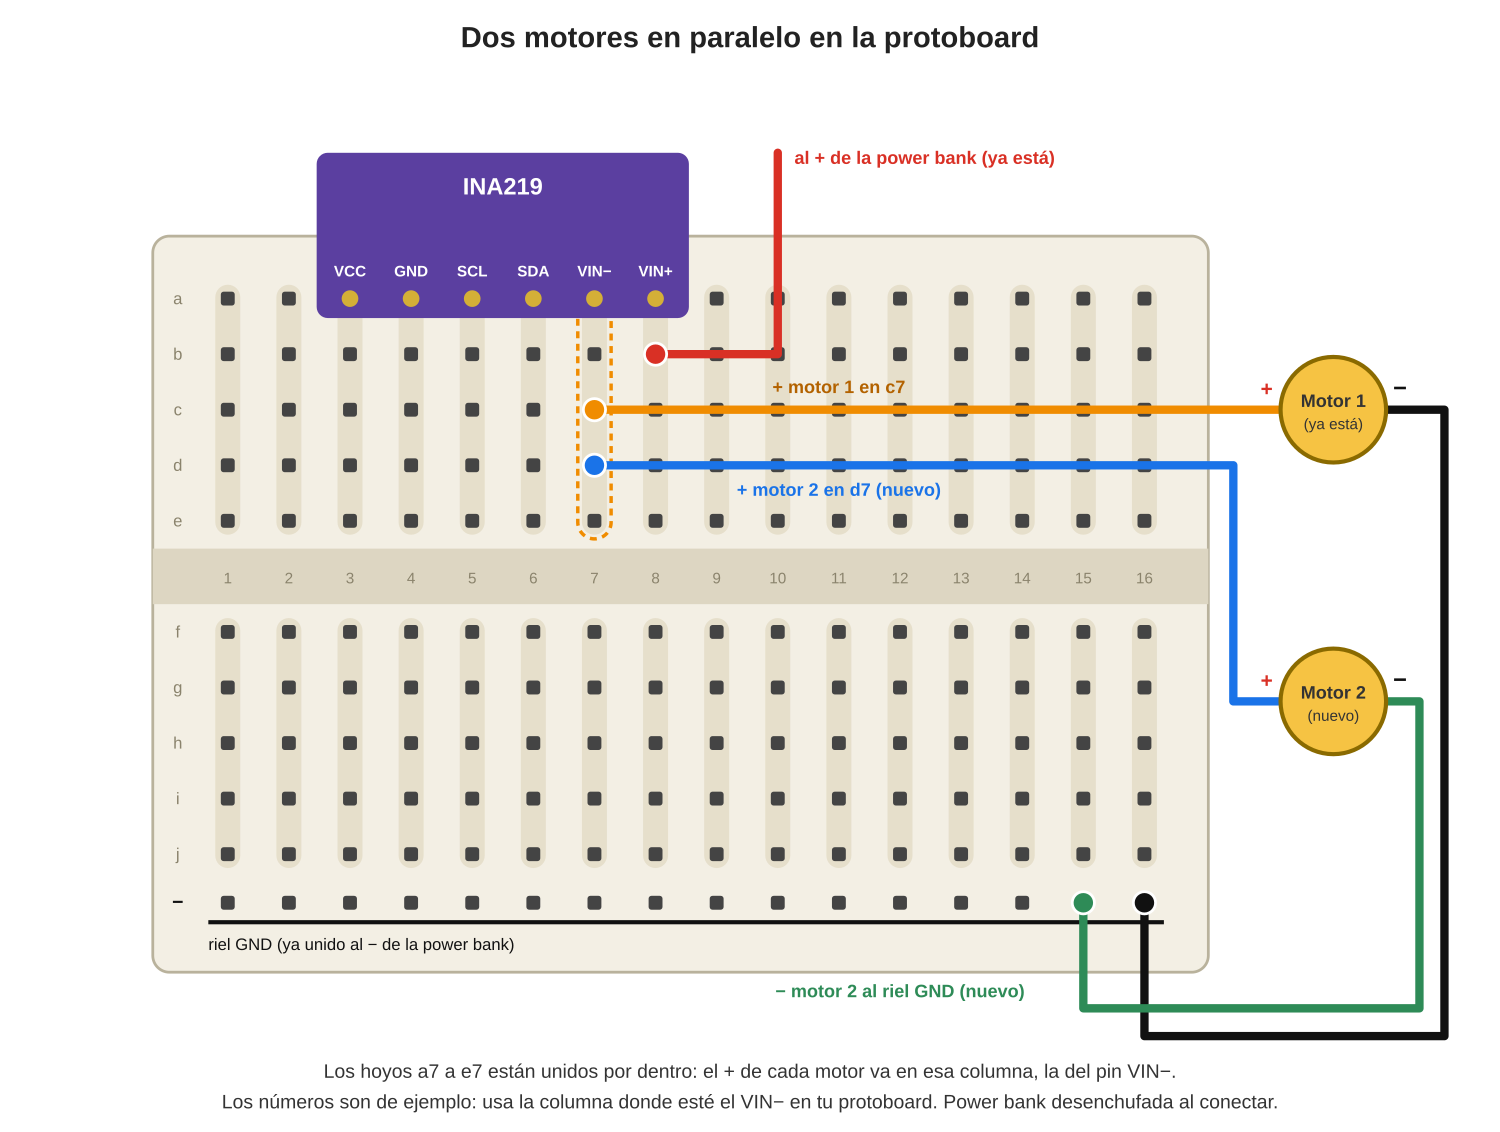 Dos motores en paralelo en la protoboard
al + de la power bank (ya está)
INA219
VCC GND SCL SDA VIN− VIN+
a
b
+ motor 1 en c7
+ Motor 1 −
(ya está)
c
d
+ motor 2 en d7 (nuevo)
e
1 2 3 4 5 6 7 8 9 10 11 12 13 14 15 16
f
g
+ Motor 2 −
(nuevo)
h
i
j
−
riel GND (ya unido al − de la power bank)
− motor 2 al riel GND (nuevo)
Los hoyos a7 a e7 están unidos por dentro: el + de cada motor va en esa columna, la del pin VIN−.
Los números son de ejemplo: usa la columna donde esté el VIN− en tu protoboard. Power bank desenchufada al conectar.